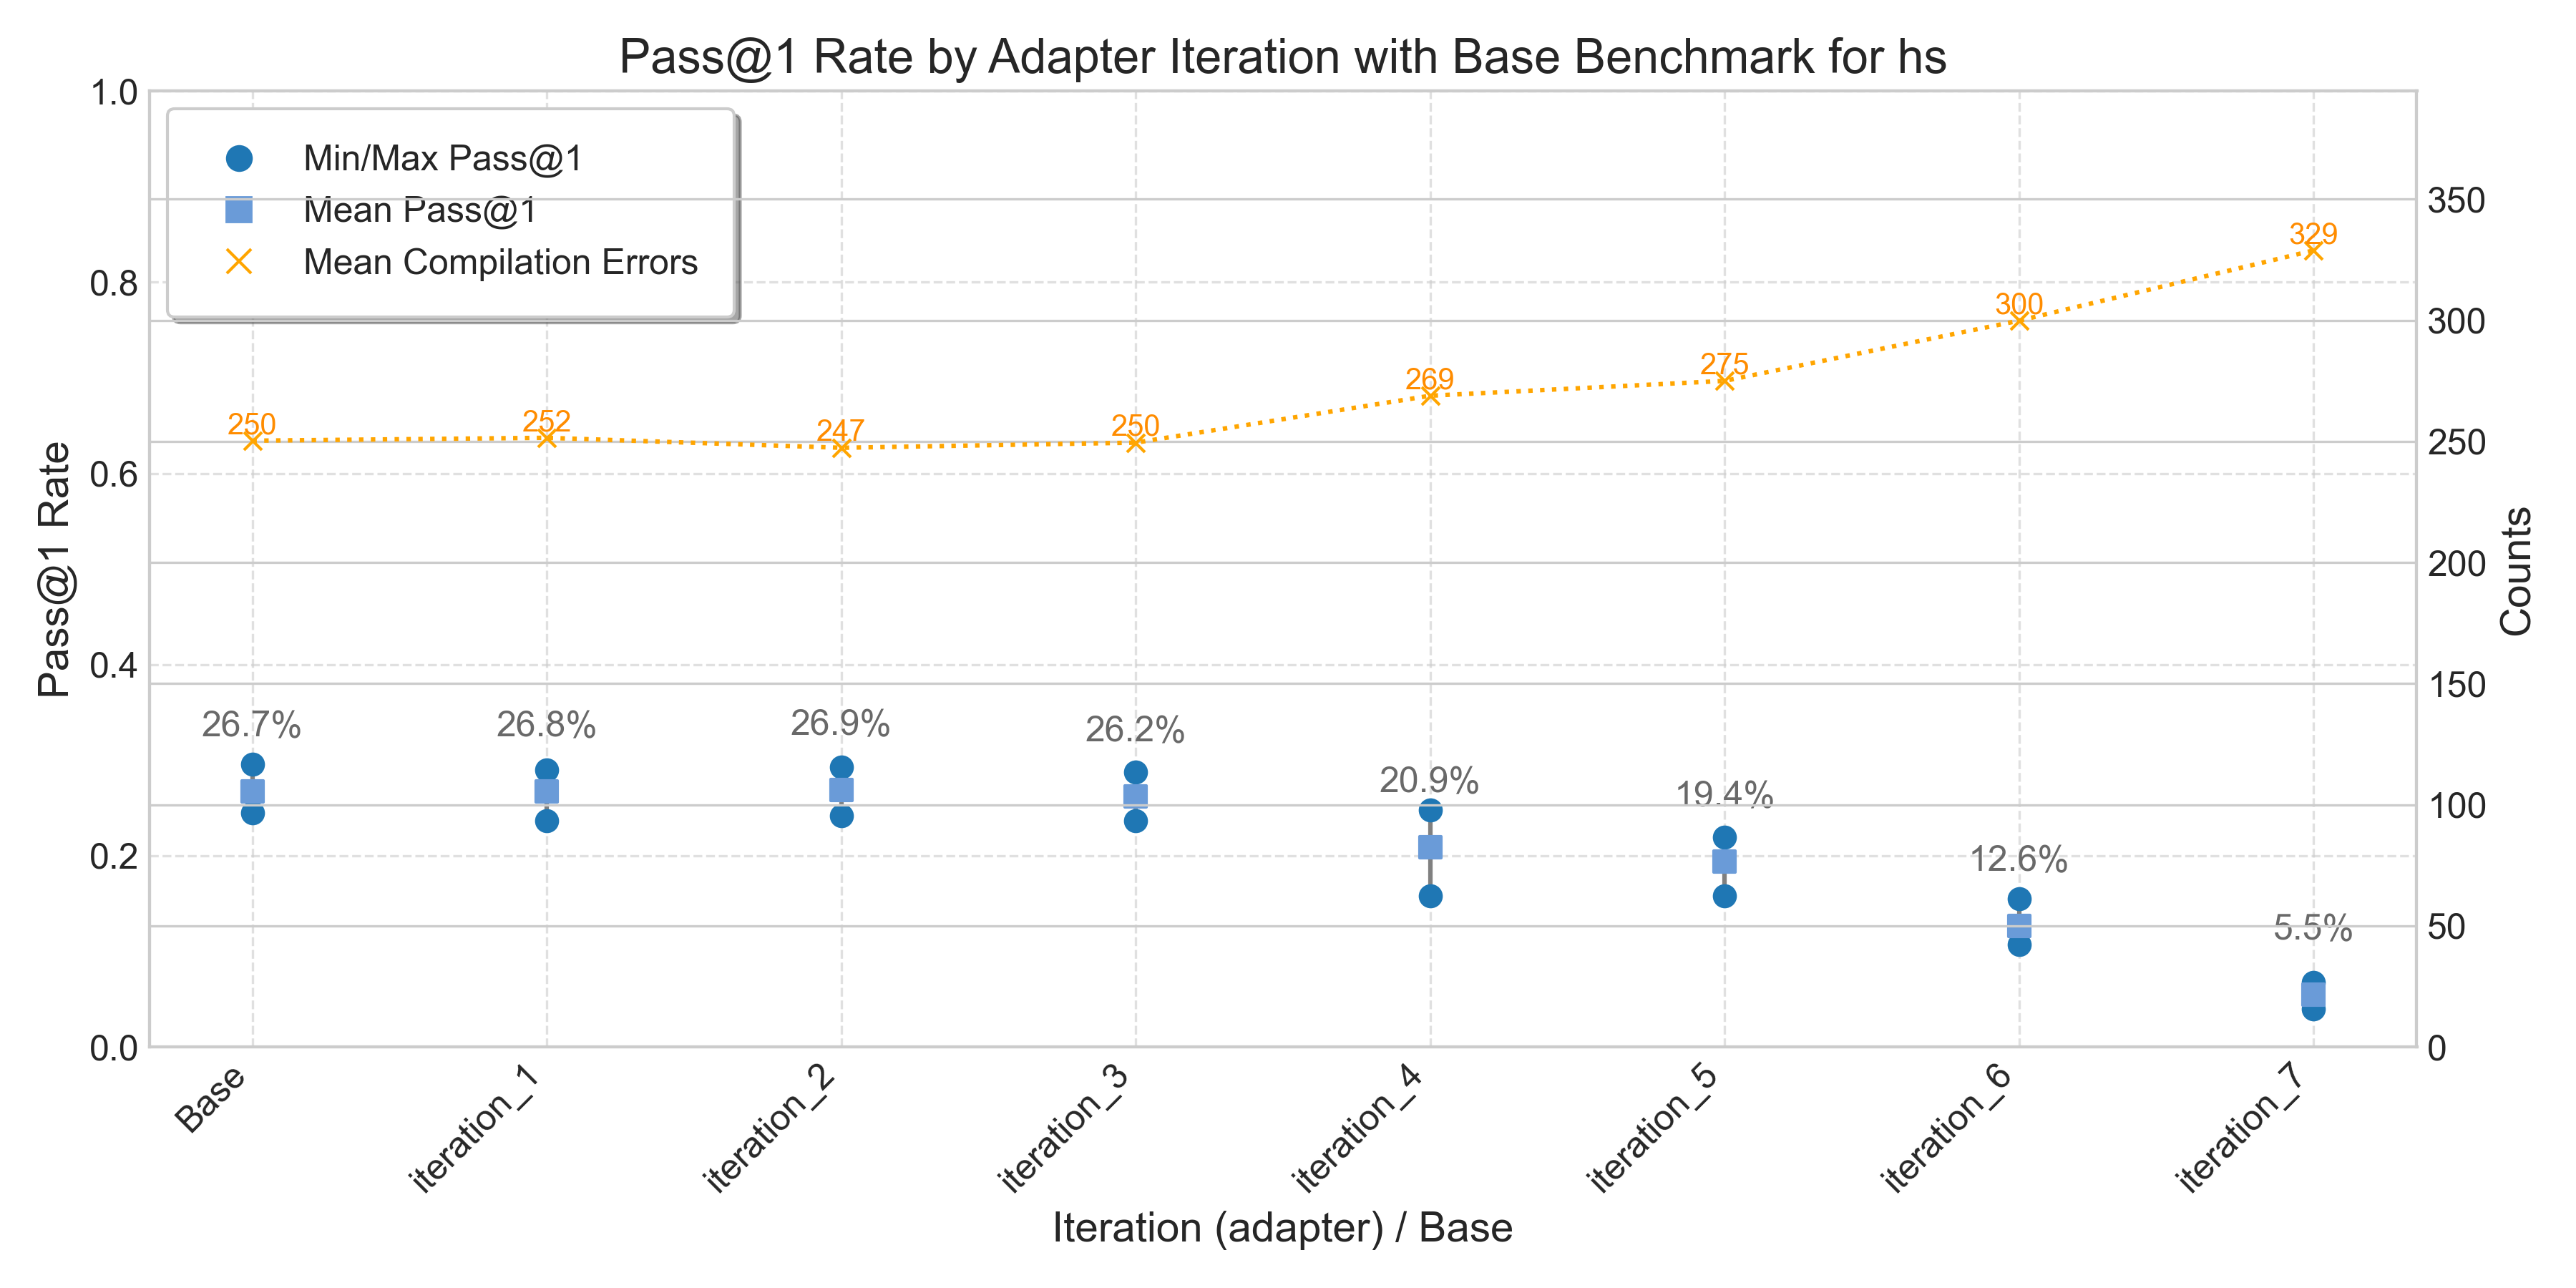 Pass@1 Rate by Adapter Iteration with Base Benchmark for hs
1.0
0.8
0.6
0.4
0.2
0.0
Pass@1 Rate
Min/Max Pass@1
Mean Pass@1
Mean Compilation Errors
250
252
247
250
269
275
300
329
26.7%
26.8%
26.9%
26.2%
20.9%
19.4%
12.6%
5.5%
350
300
250
200
150
100
50
0
Counts
Base
iteration_1
iteration_2
iteration_3
iteration_4
iteration_5
iteration_6
iteration_7
Iteration (adapter) / Base